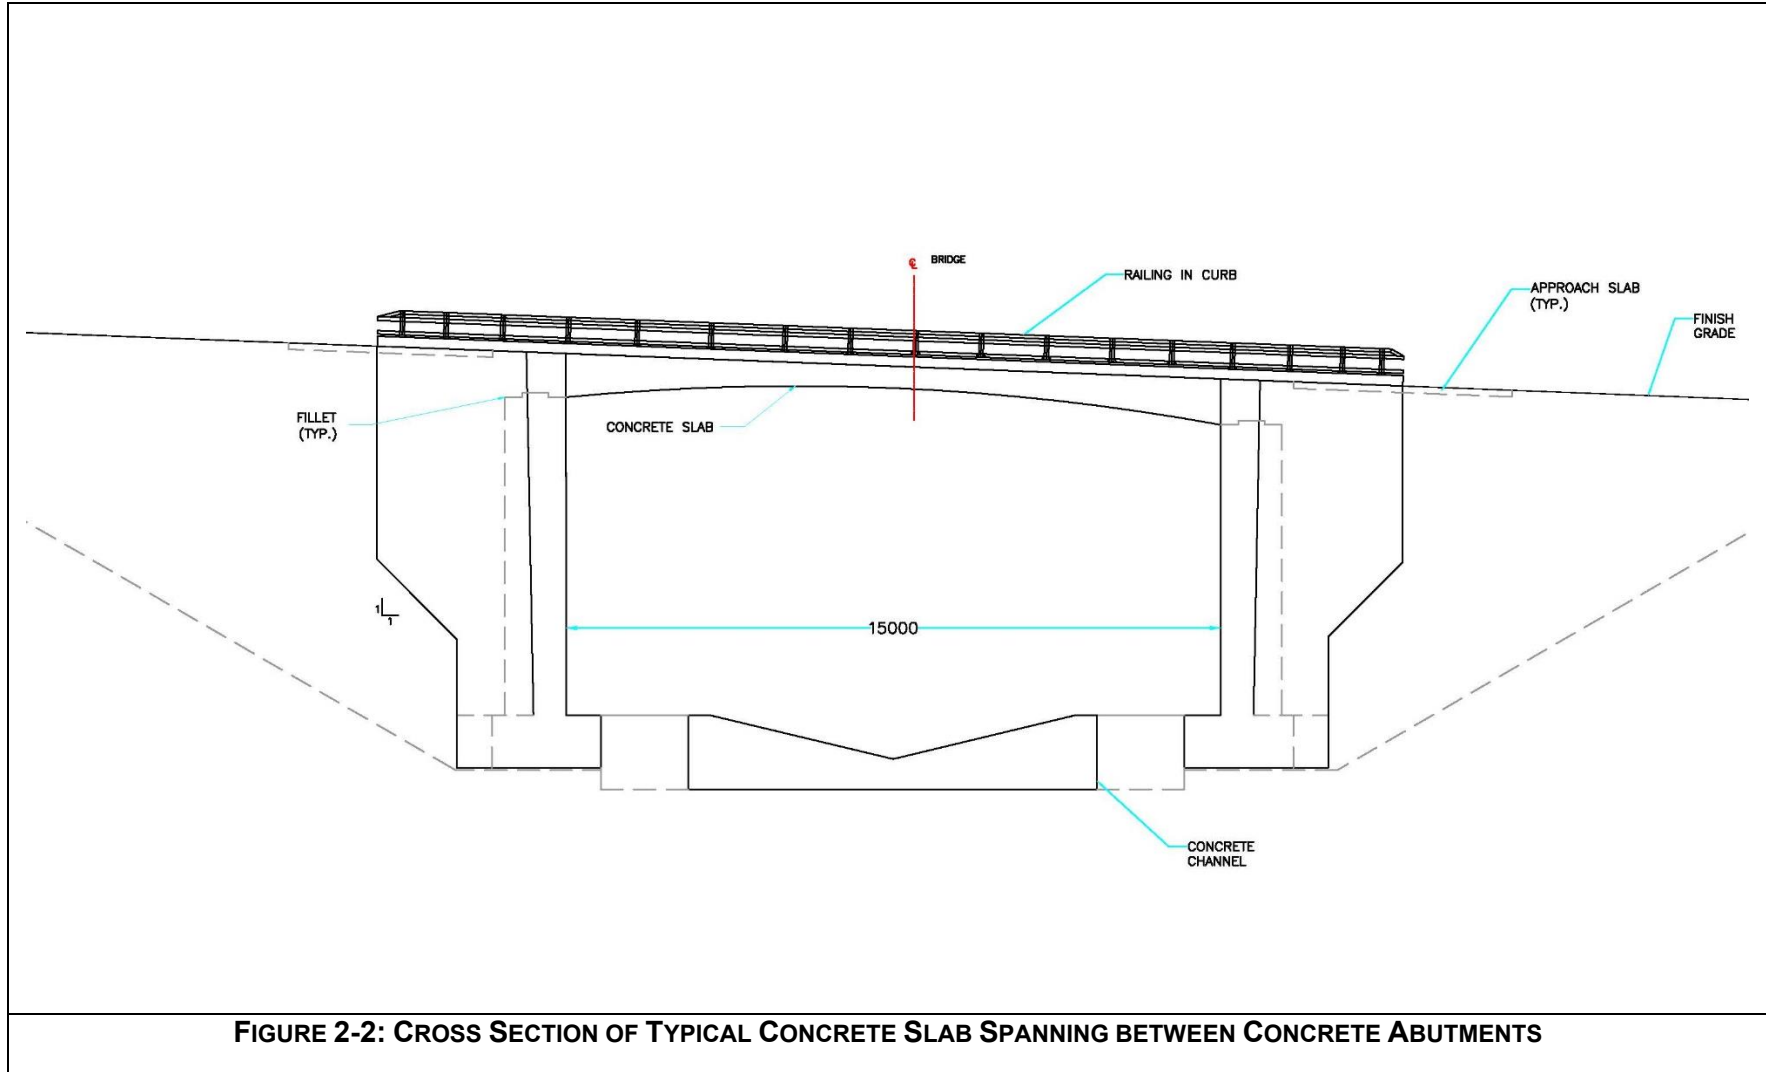 ℄ BRIDGE
RAILING IN CURB
APPROACH SLAB
(TYP.)
FINISH
GRADE
FILLET
(TYP.)
CONCRETE SLAB
1
1
15000
CONCRETE
CHANNEL
FIGURE 2-2: CROSS SECTION OF TYPICAL CONCRETE SLAB SPANNING BETWEEN CONCRETE ABUTMENTS